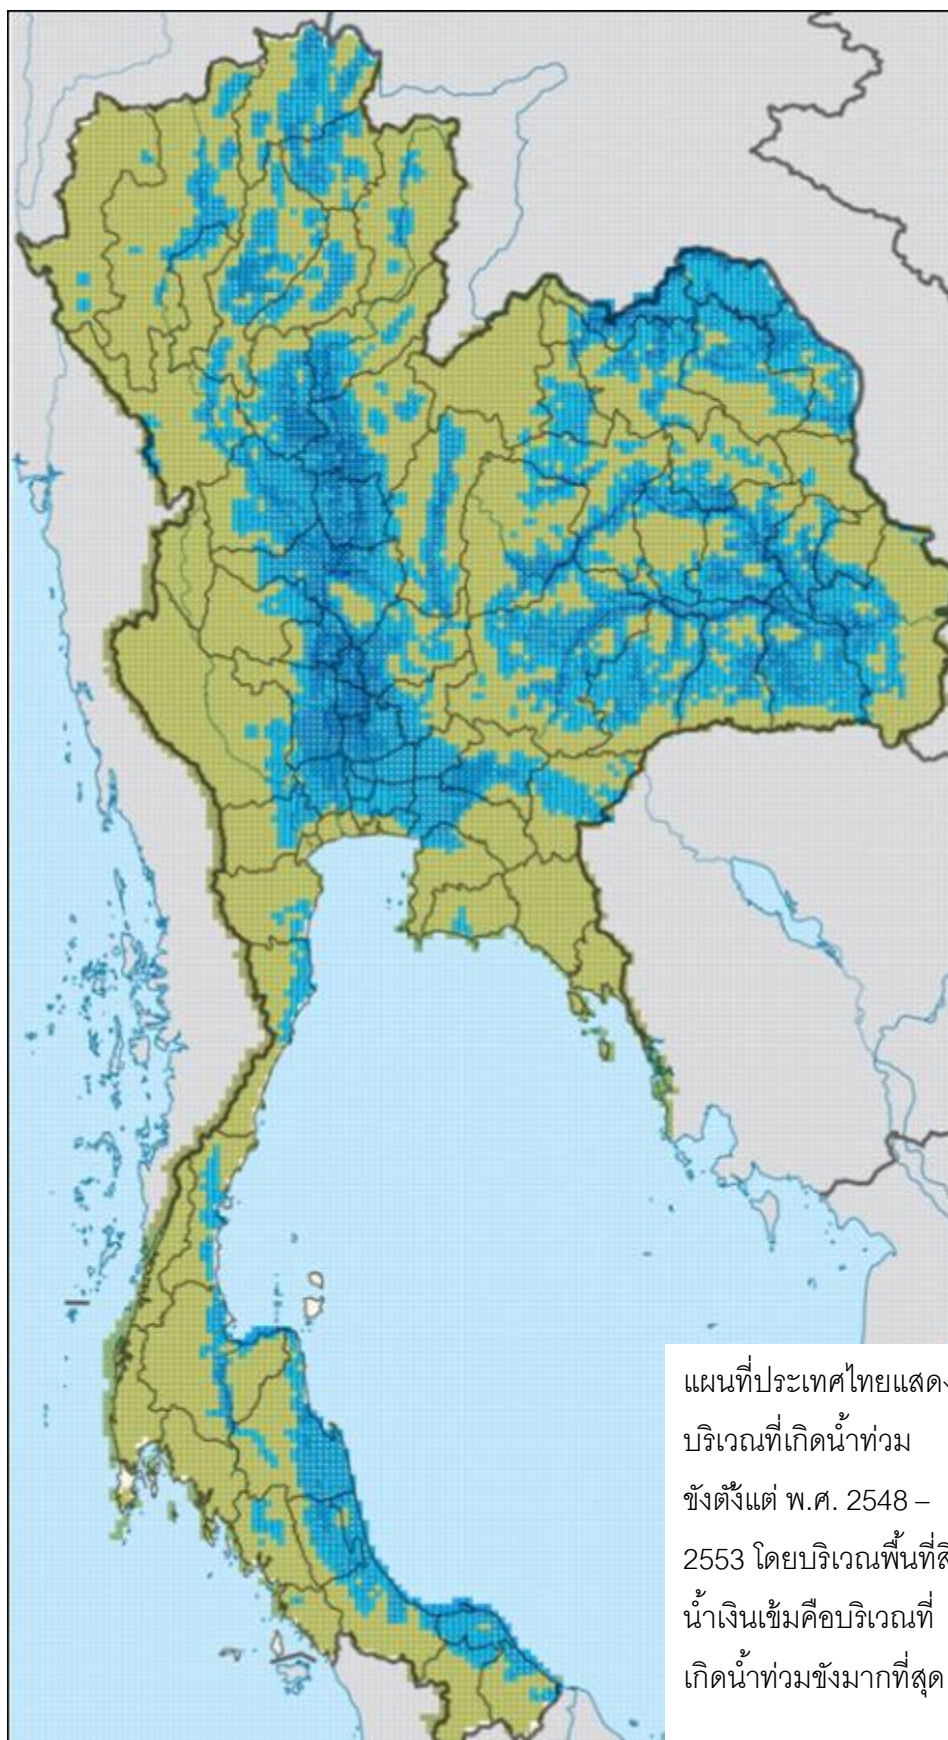 แผนที่ประเทศไทยแสดง
บริเวณที่เกิดน้ำท่วม
ขังตั้งแต่ พ.ศ. 2548 –
2553 โดยบริเวณพื้นที่สี
น้ำเงินเข้มคือบริเวณที่
เกิดน้ำท่วมขังมากที่สุด